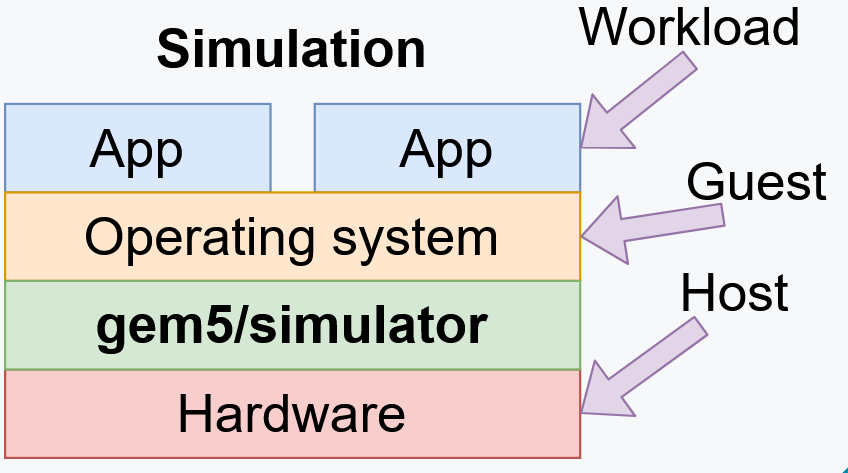 Workload
Simulation
App App
Guest
Operating system
Host
gem5/simulator
Hardware